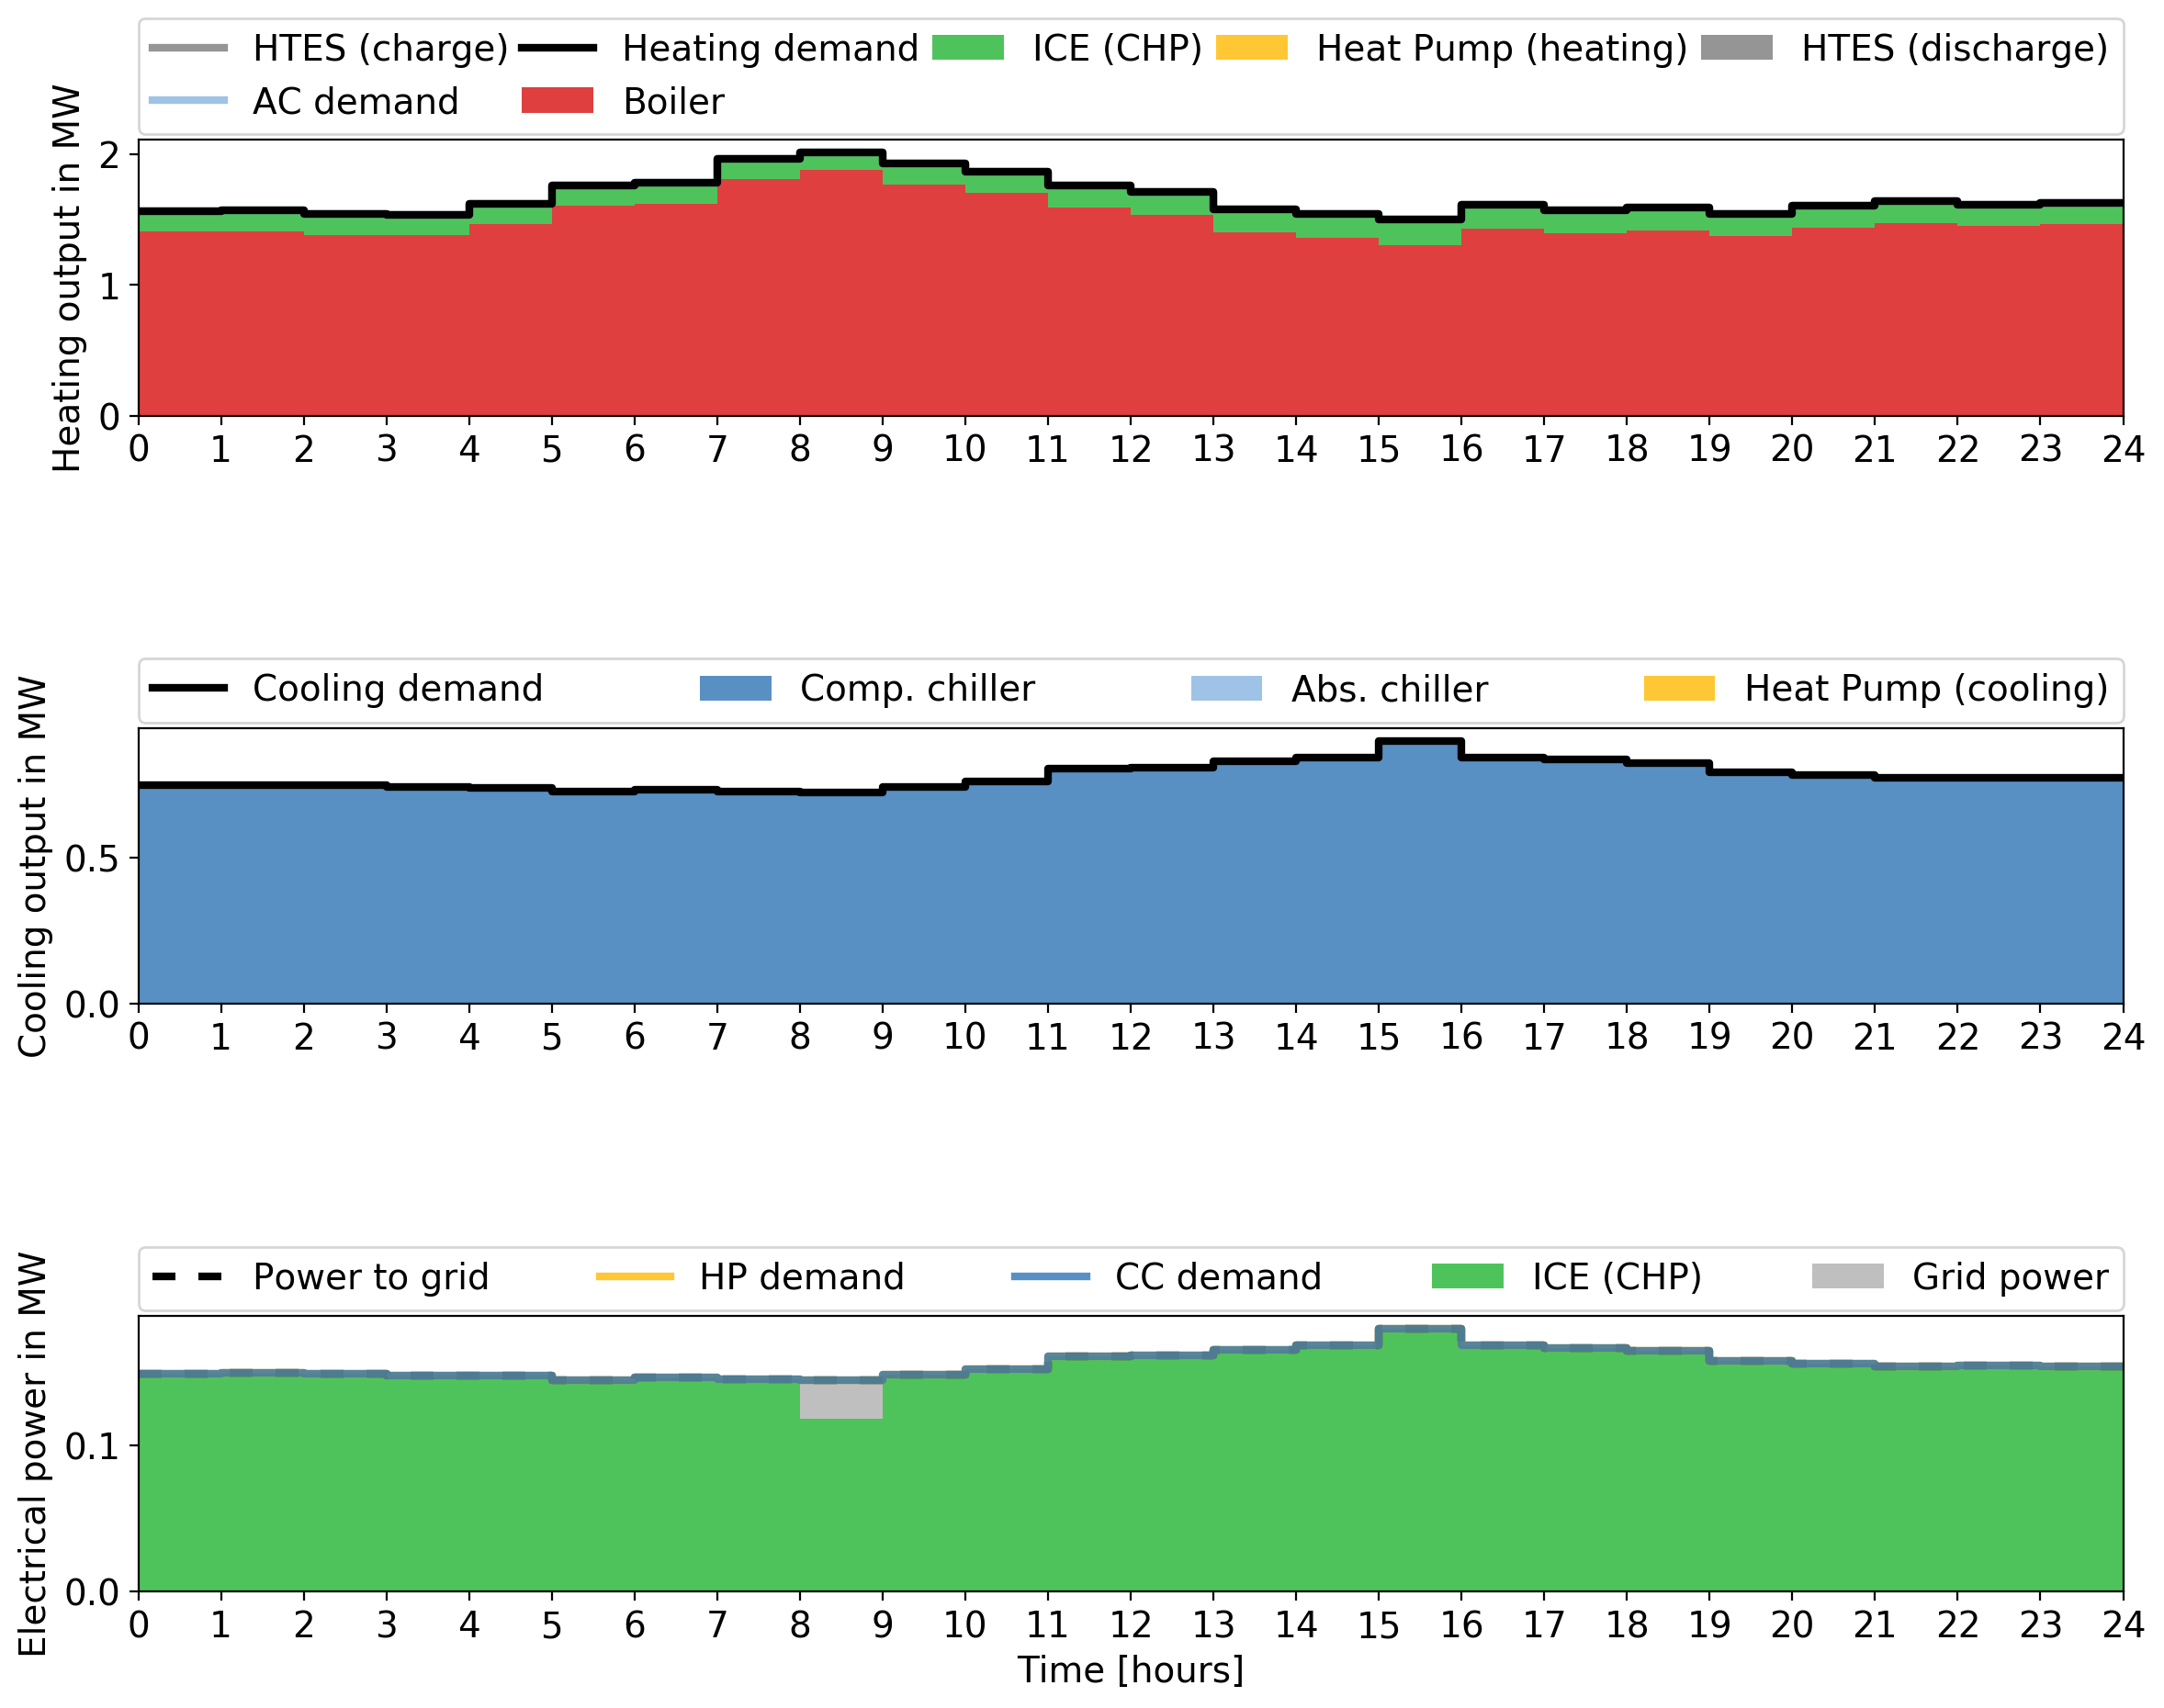 HTES (charge) Heating demand ICE (CHP) Heat Pump (heating) HTES (discharge)
AC demand Boiler
Heating output in MW
2
1
0
0 1 2 3 4 5 6 7 8 9 10 11 12 13 14 15 16 17 18 19 20 21 22 23 24
Cooling demand Comp. chiller Abs. chiller Heat Pump (cooling)
Cooling output in MW
0.5
0.0
0 1 2 3 4 5 6 7 8 9 10 11 12 13 14 15 16 17 18 19 20 21 22 23 24
Power to grid HP demand CC demand ICE (CHP) Grid power
Electrical power in MW
0.1
0.0
0 1 2 3 4 5 6 7 8 9 10 11 12 13 14 15 16 17 18 19 20 21 22 23 24
Time [hours]